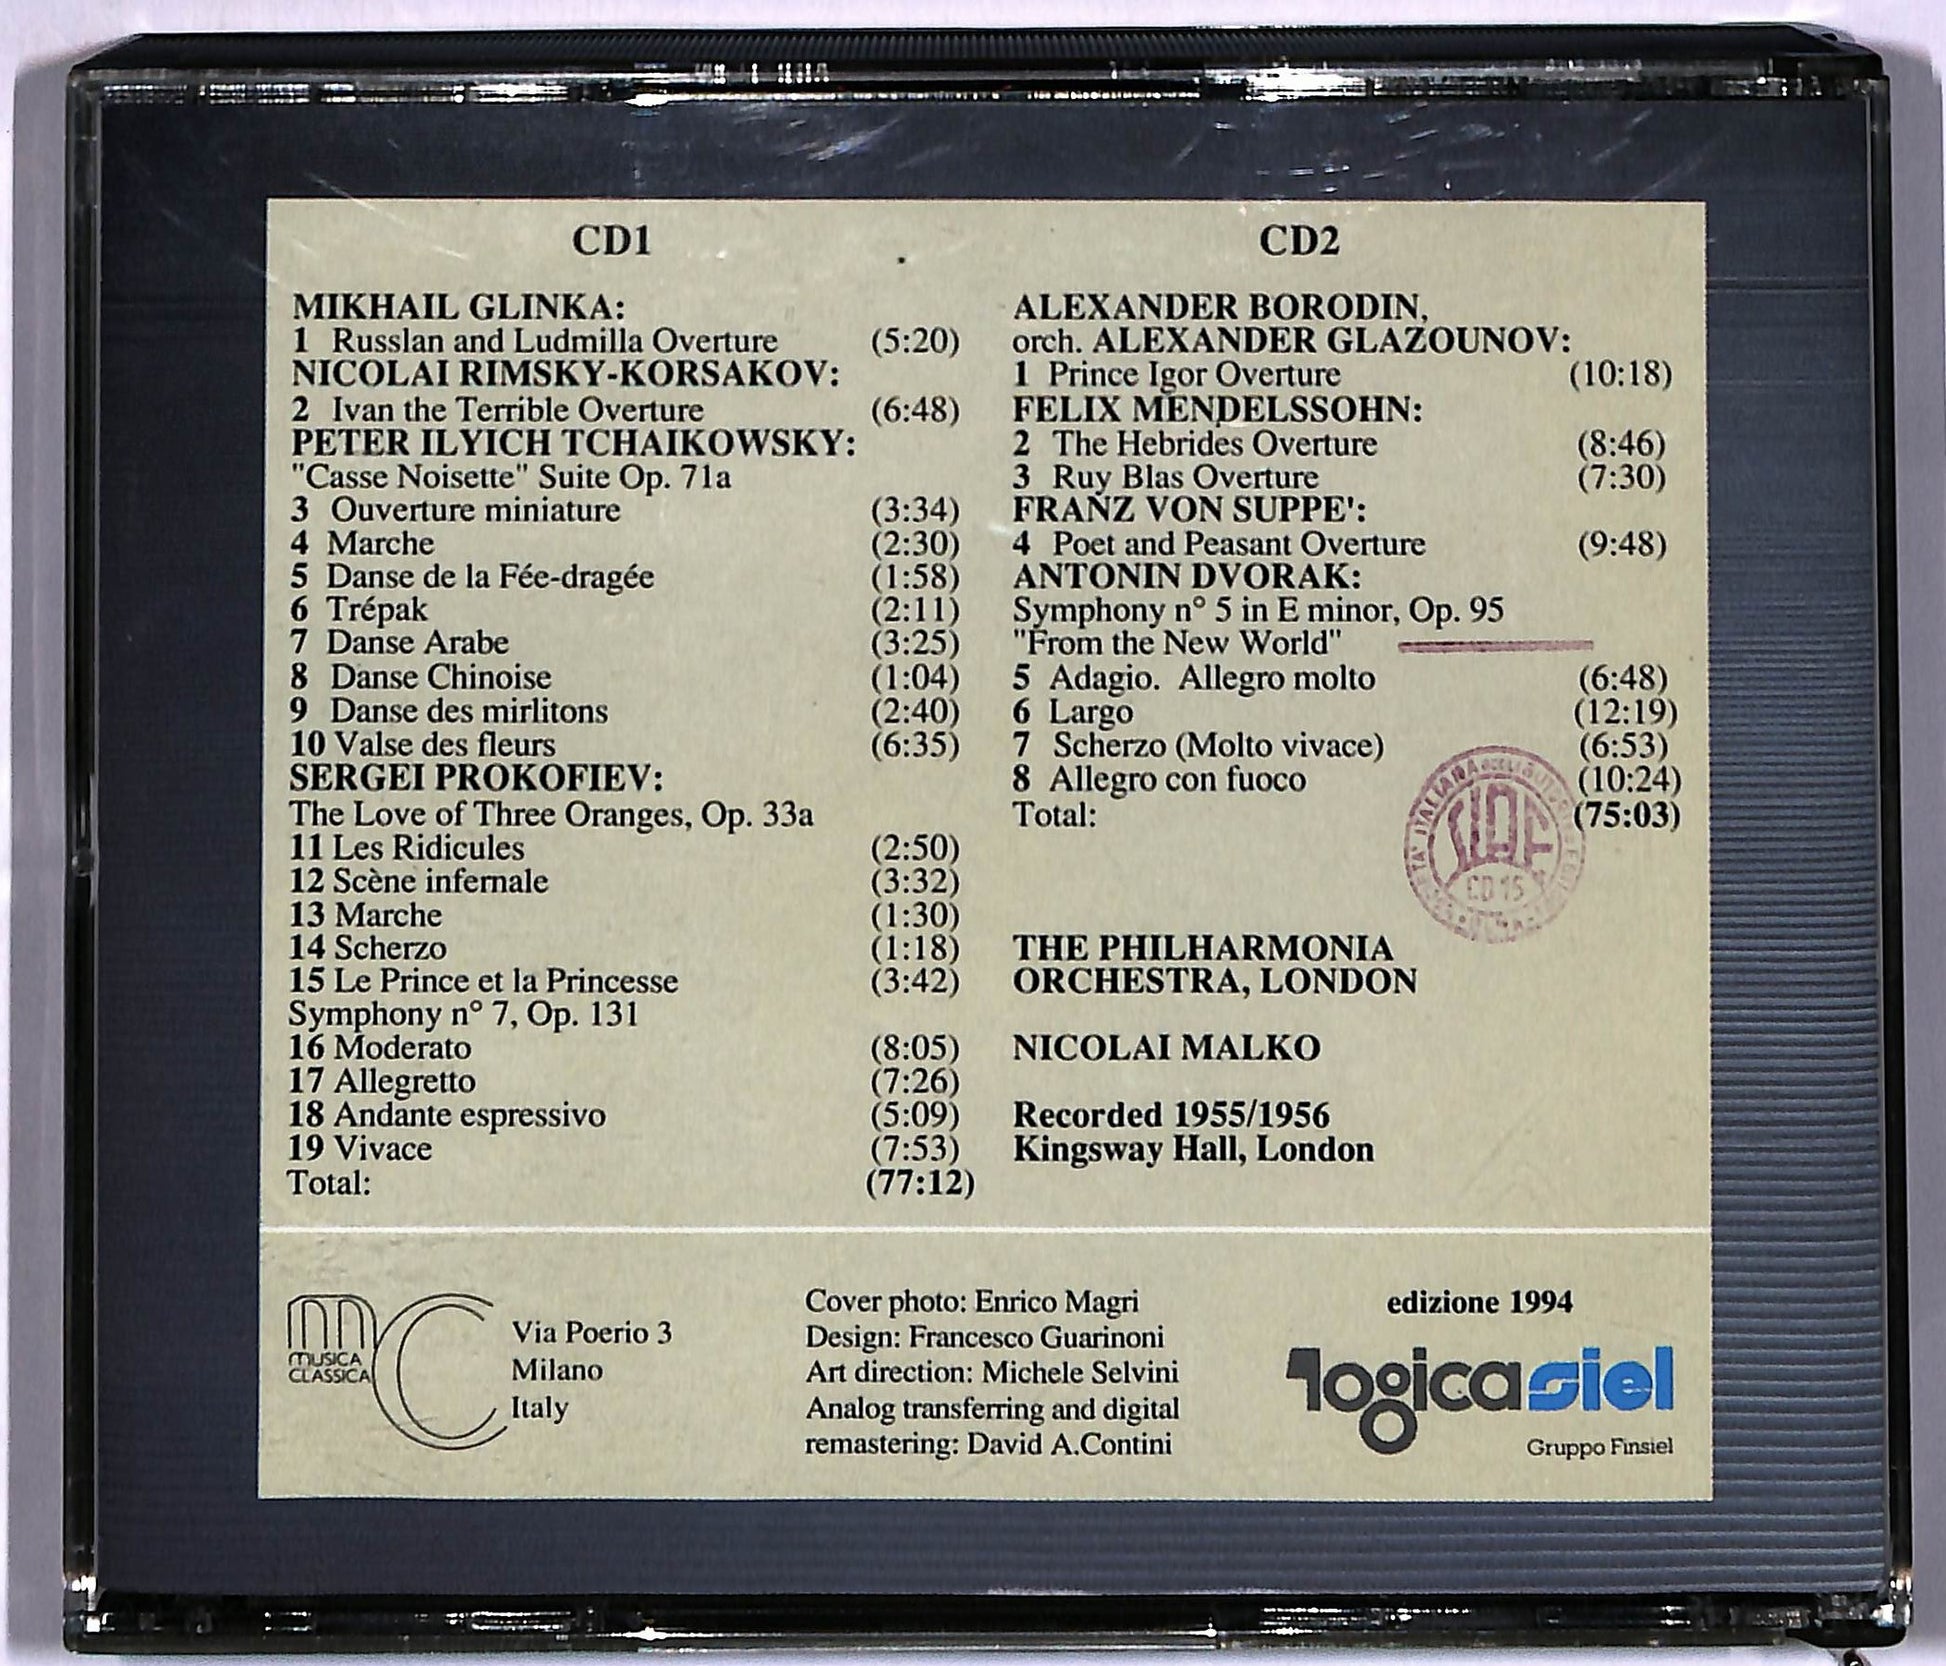 CD1
MIKHAIL GLINKA:
1 Russlan and Ludmilla Overture (5:20)
NICOLAI RIMSKY-KORSAKOV:
2 Ivan the Terrible Overture (6:48)
PETER ILYICH TCHAIKOWSKY:
"Casse Noisette" Suite Op. 71a
3 Ouverture miniature (3:34)
4 Marche (2:30)
5 Danse de la Fée-dragée (1:58)
6 Trépak (2:11)
7 Danse Arabe (3:25)
8 Danse Chinoise (1:04)
9 Danse des mirlitons (2:40)
10 Valse des fleurs (6:35)
SERGEI PROKOFIEV:
The Love of Three Oranges, Op. 33a
11 Les Ridicules (2:50)
12 Scène infernale (3:32)
13 Marche (1:30)
14 Scherzo (1:18)
15 Le Prince et la Princesse (3:42)
Symphony n° 7, Op. 131
16 Moderato (8:05)
17 Allegretto (7:26)
18 Andante espressivo (5:09)
19 Vivace (7:53)
Total: (77:12)
CD2
ALEXANDER BORODIN,
orch. ALEXANDER GLAZOUNOV:
1 Prince Igor Overture (10:18)
FELIX MENDELSSOHN:
2 The Hebrides Overture (8:46)
3 Ruy Blas Overture (7:30)
FRANZ VON SUPPE':
4 Poet and Peasant Overture (9:48)
ANTONIN DVORAK:
Symphony n° 5 in E minor, Op. 95
"From the New World"
5 Adagio. Allegro molto (6:48)
6 Largo (12:19)
7 Scherzo (Molto vivace) (6:53)
8 Allegro con fuoco (10:24)
Total: (75:03)
ITALIANA
SIAE
CD 15
THE PHILHARMONIA
ORCHESTRA, LONDON
NICOLAI MALKO
Recorded 1955/1956
Kingsway Hall, London
MUSICA
CLASSICA
Via Poerio 3
Milano
Italy
Cover photo: Enrico Magri
Design: Francesco Guarinoni
Art direction: Michele Selvini
Analog transferring and digital
remastering: David A.Contini
edizione 1994
logicasiel
Gruppo Finsiel